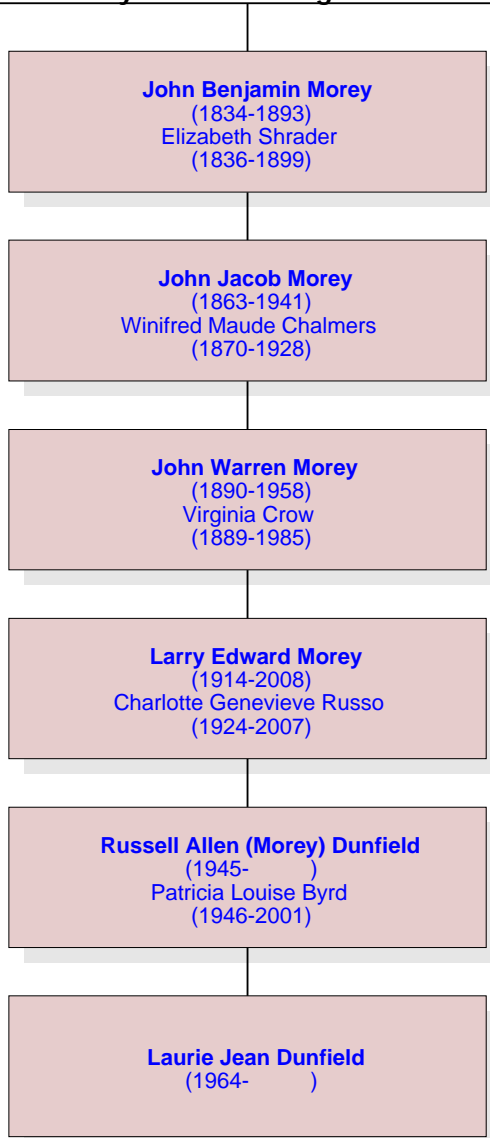 John Benjamin Morey
(1834-1893)
Elizabeth Shrader
(1836-1899)
John Jacob Morey
(1863-1941)
Winifred Maude Chalmers
(1870-1928)
John Warren Morey
(1890-1958)
Virginia Crow
(1889-1985)
Larry Edward Morey
(1914-2008)
Charlotte Genevieve Russo
(1924-2007)
Russell Allen (Morey) Dunfield
(1945-          )
Patricia Louise Byrd
(1946-2001)
Laurie Jean Dunfield
(1964-          )